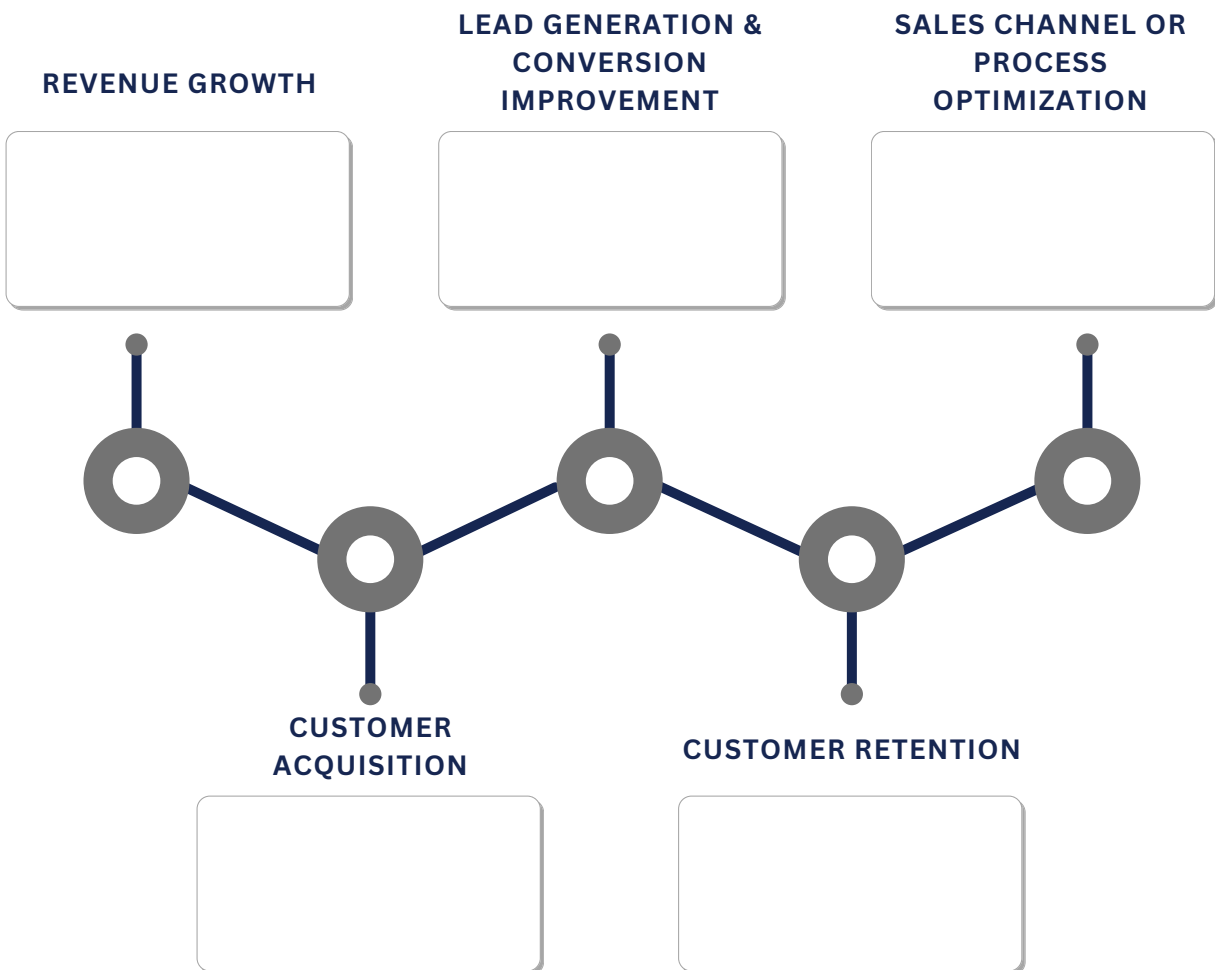 REVENUE GROWTH
LEAD GENERATION &
CONVERSION
IMPROVEMENT
SALES CHANNEL OR
PROCESS
OPTIMIZATION
CUSTOMER
ACQUISITION
CUSTOMER RETENTION